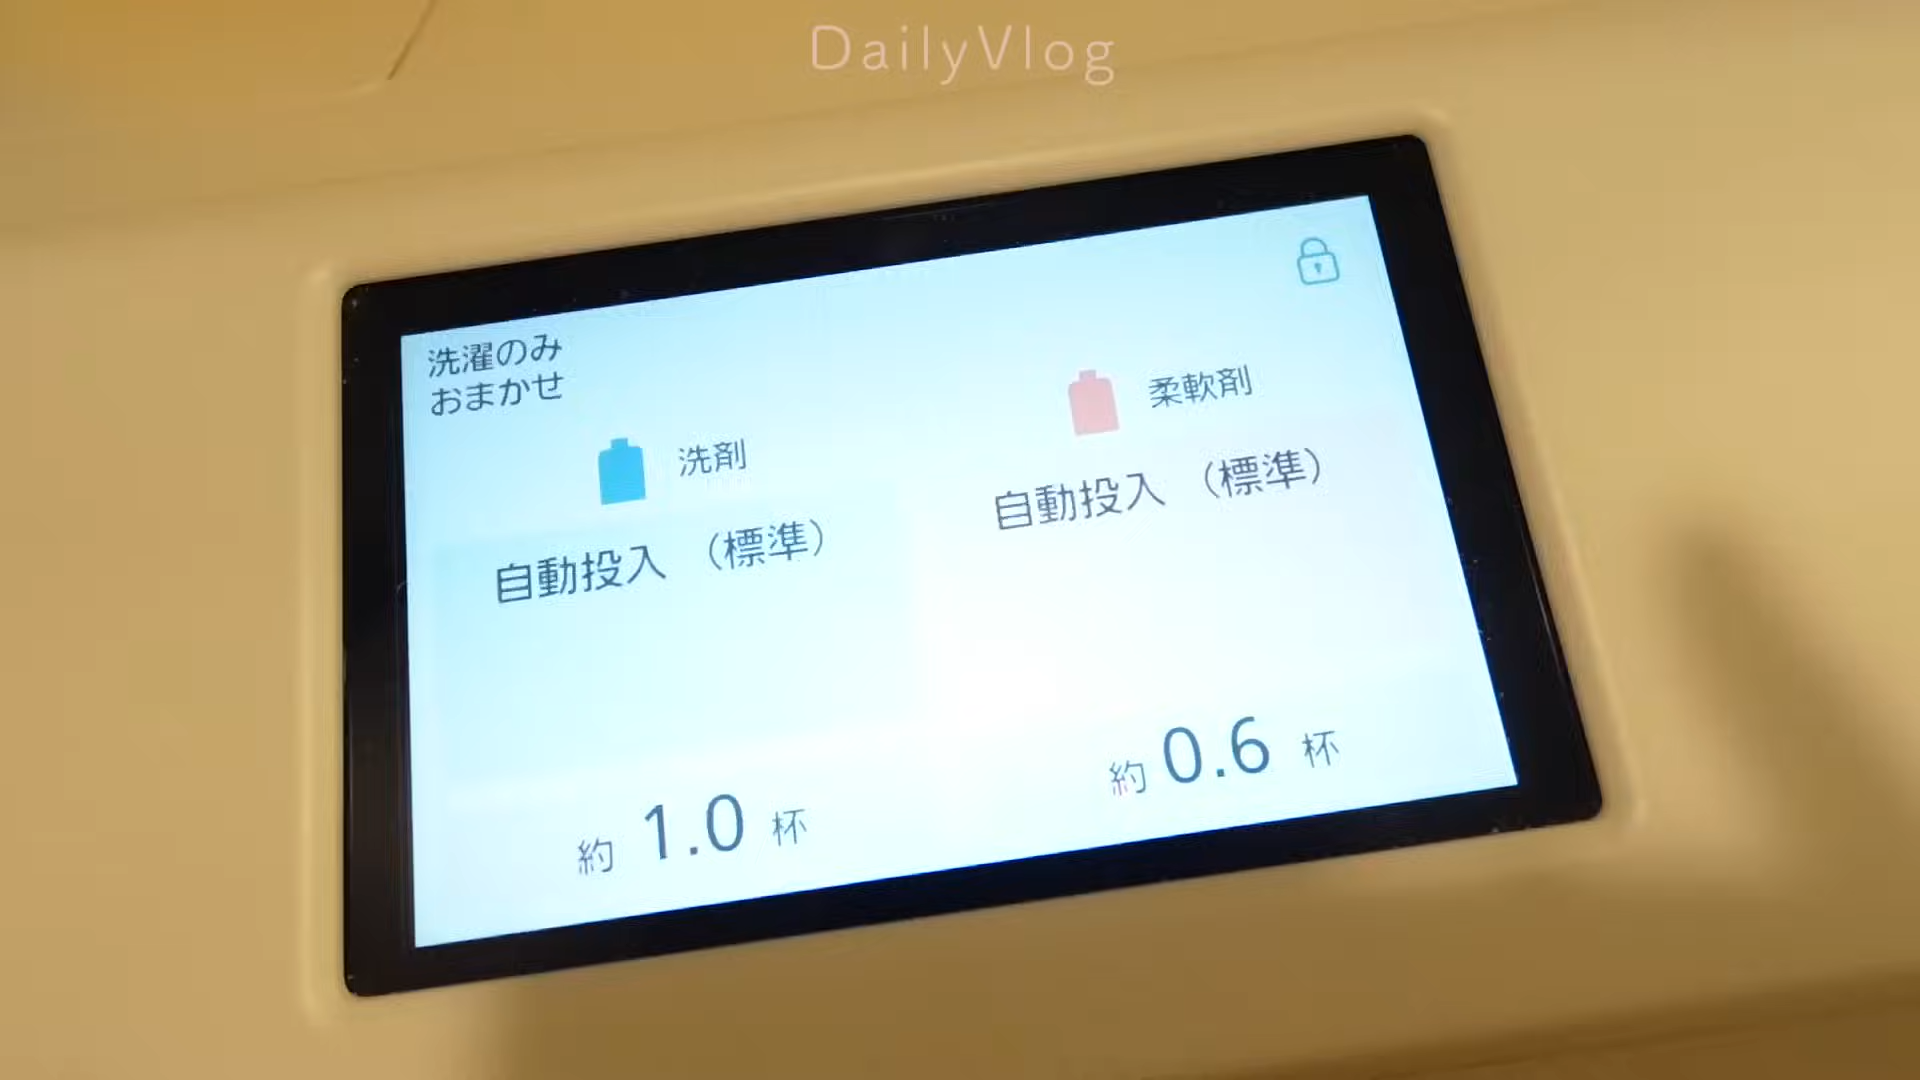 DailyVlog
洗濯のみ
おまかせ
洗剤
自動投入 （標準）
約 1.0 杯
柔軟剤
自動投入 （標準）
約 0.6 杯